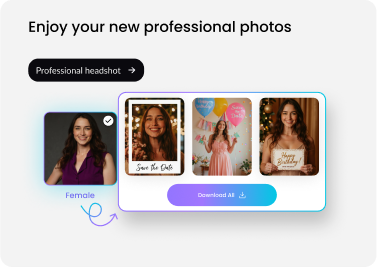 Enjoy your new professional photos
Professional headshot
Save the Date
Happy
Birthday!
Female
Download All